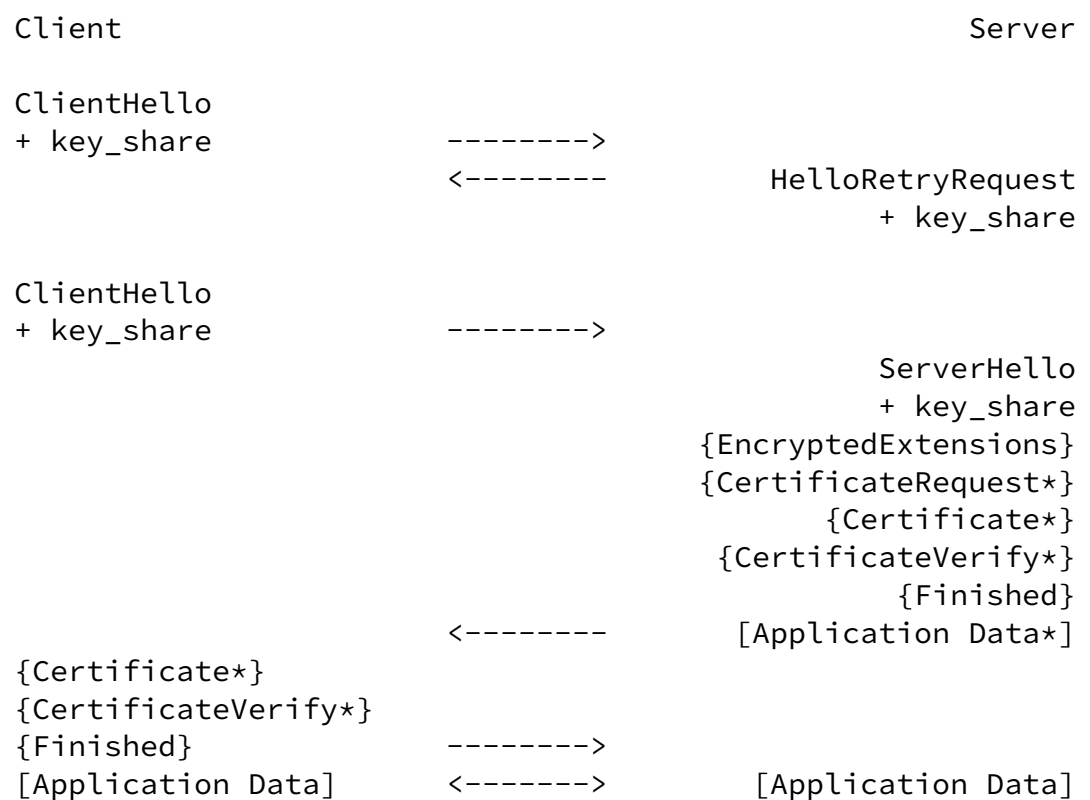 Client                                               Server

ClientHello
+ key_share             -------->
                        <--------         HelloRetryRequest
                                                + key_share

ClientHello
+ key_share             -------->
                                                ServerHello
                                                + key_share
                                      {EncryptedExtensions}
                                      {CertificateRequest*}
                                             {Certificate*}
                                       {CertificateVerify*}
                                                 {Finished}
                        <--------       [Application Data*]
{Certificate*}
{CertificateVerify*}
{Finished}              -------->
[Application Data]      <------->        [Application Data]